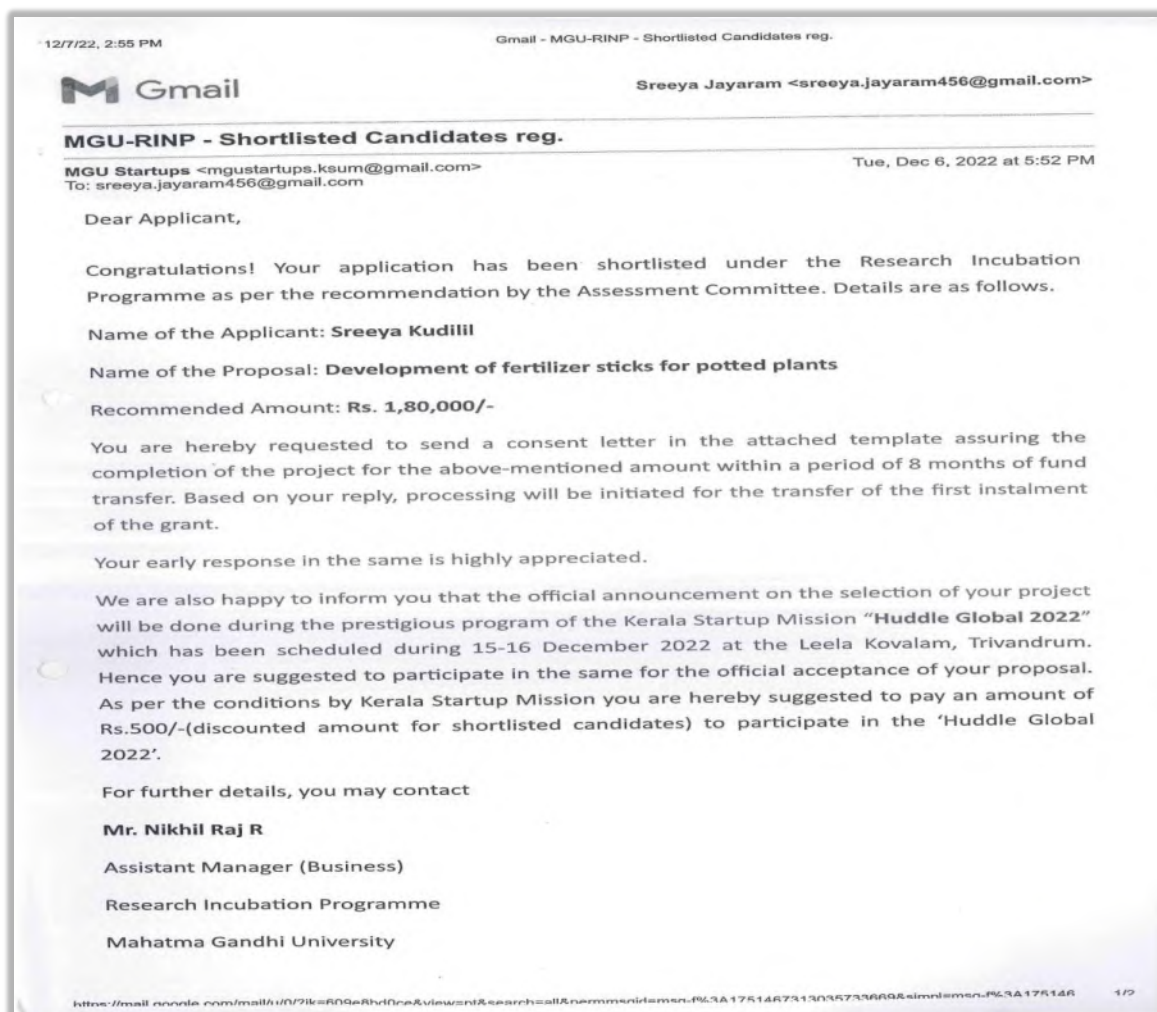 12/7/22, 2:55 PM
Gmail - MGU-RINP - Shortlisted Candidates reg.
Gmail
Sreeya Jayaram <sreeya.jayaram456@gmail.com>
MGU-RINP - Shortlisted Candidates reg.
MGU Startups <mgustartups.ksum@gmail.com>
Tue, Dec 6, 2022 at 5:52 PM
To: sreeya.jayaram456@gmail.com
Dear Applicant,
Congratulations! Your application has been shortlisted under the Research Incubation
Programme as per the recommendation by the Assessment Committee. Details are as follows.
Name of the Applicant: Sreeya Kudilil
Name of the Proposal: Development of fertilizer sticks for potted plants
Recommended Amount: Rs. 1,80,000/-
You are hereby requested to send a consent letter in the attached template assuring the
completion of the project for the above-mentioned amount within a period of 8 months of fund
transfer. Based on your reply, processing will be initiated for the transfer of the first instalment
of the grant.
Your early response in the same is highly appreciated.
We are also happy to inform you that the official announcement on the selection of your project
will be done during the prestigious program of the Kerala Startup Mission "Huddle Global 2022"
which has been scheduled during 15-16 December 2022 at the Leela Kovalam, Trivandrum.
Hence you are suggested to participate in the same for the official acceptance of your proposal.
As per the conditions by Kerala Startup Mission you are hereby suggested to pay an amount of
Rs.500/-(discounted amount for shortlisted candidates) to participate in the 'Huddle Global
2022'.
For further details, you may contact
Mr. Nikhil Raj R
Assistant Manager (Business)
Research Incubation Programme
Mahatma Gandhi University
1/2